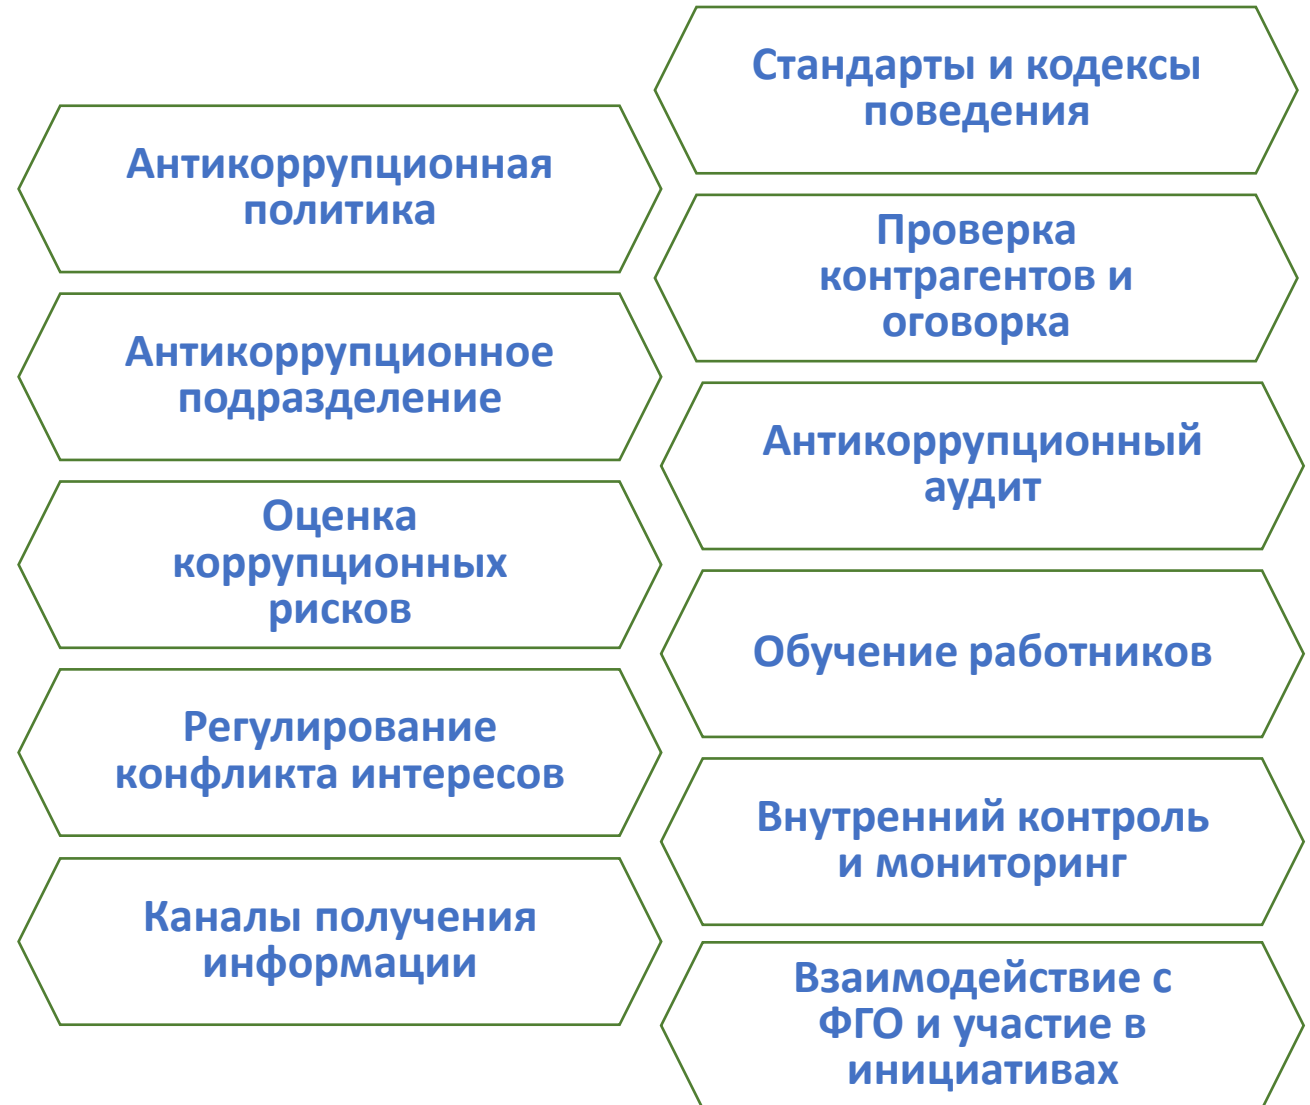 Антикоррупционная
политика
Антикоррупционное
подразделение
Оценка
коррупционных
рисков
Регулирование
конфликта интересов
Каналы получения
информации
Стандарты и кодексы
поведения
Проверка
контрагентов и
оговорка
Антикоррупционный
аудит
Обучение работников
Внутренний контроль
и мониторинг
Взаимодействие с
ФГО и участие в
инициативах